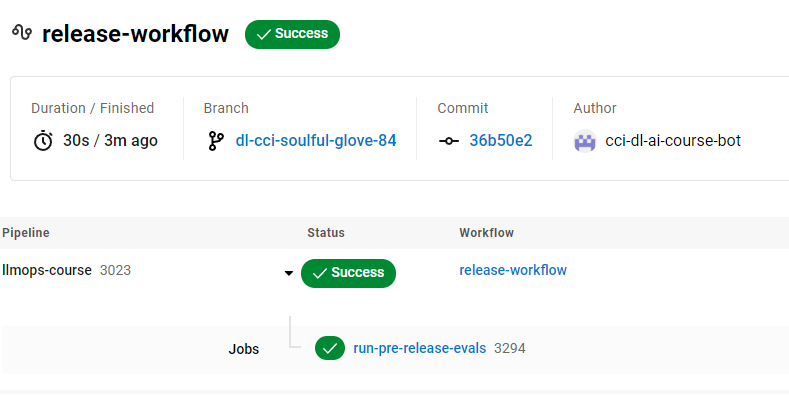 release-workflow Success
Duration / Finished Branch Commit Author
30s / 3m ago dl-cci-soulful-glove-84 36b50e2 cci-dl-ai-course-bot
Pipeline Status Workflow
llmops-course 3023 Success release-workflow
Jobs run-pre-release-evals 3294